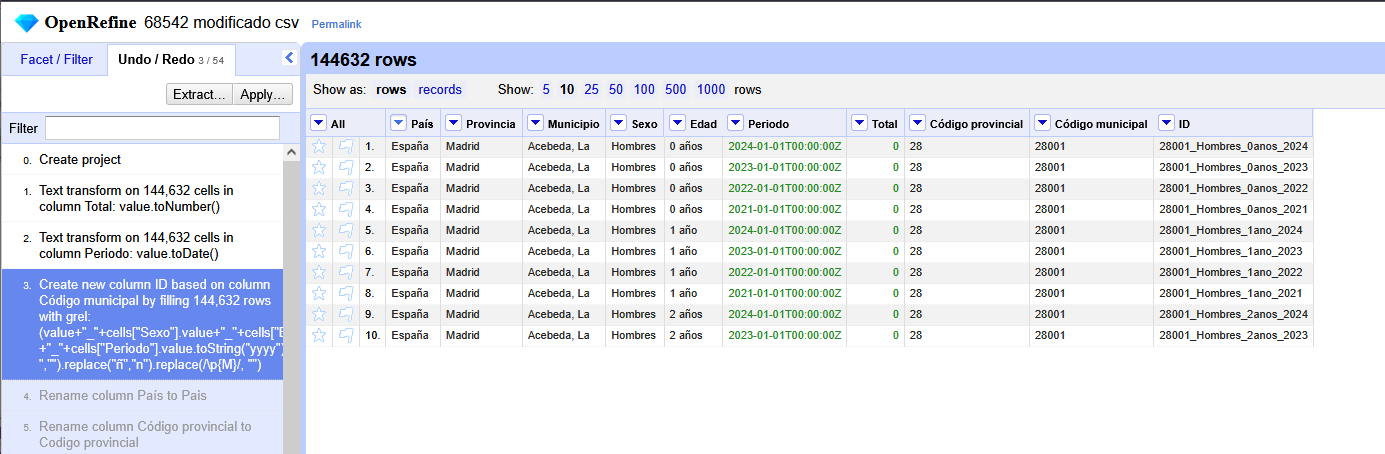 OpenRefine 68542 modificado csv Permalink
Facet / Filter Undo / Redo 3 / 54
Extract... Apply...
Filter
0. Create project
1. Text transform on 144,632 cells in
column Total: value.toNumber()
2. Text transform on 144,632 cells in
column Periodo: value.toDate()
3. Create new column ID based on column
Código municipal by filling 144,632 rows
with grel:
(value+"_"+cells["Sexo"].value+"_"+cells["E
+"_"+cells["Periodo"].value.toString("yyyy")
","").replace("ñ","n").replace(/\p{M}/, "")
4. Rename column País to Pais
5. Rename column Código provincial to
Codigo provincial
144632 rows
Show as: rows records Show: 5 10 25 50 100 500 1000 rows
All País Provincia Municipio Sexo Edad Periodo Total Código provincial Código municipal ID
1. España Madrid Acebeda, La Hombres 0 años 2024-01-01T00:00:00Z 0 28 28001 28001_Hombres_0anos_2024
2. España Madrid Acebeda, La Hombres 0 años 2023-01-01T00:00:00Z 0 28 28001 28001_Hombres_0anos_2023
3. España Madrid Acebeda, La Hombres 0 años 2022-01-01T00:00:00Z 0 28 28001 28001_Hombres_0anos_2022
4. España Madrid Acebeda, La Hombres 0 años 2021-01-01T00:00:00Z 0 28 28001 28001_Hombres_0anos_2021
5. España Madrid Acebeda, La Hombres 1 año 2024-01-01T00:00:00Z 0 28 28001 28001_Hombres_1ano_2024
6. España Madrid Acebeda, La Hombres 1 año 2023-01-01T00:00:00Z 0 28 28001 28001_Hombres_1ano_2023
7. España Madrid Acebeda, La Hombres 1 año 2022-01-01T00:00:00Z 0 28 28001 28001_Hombres_1ano_2022
8. España Madrid Acebeda, La Hombres 1 año 2021-01-01T00:00:00Z 0 28 28001 28001_Hombres_1ano_2021
9. España Madrid Acebeda, La Hombres 2 años 2024-01-01T00:00:00Z 0 28 28001 28001_Hombres_2anos_2024
10. España Madrid Acebeda, La Hombres 2 años 2023-01-01T00:00:00Z 0 28 28001 28001_Hombres_2anos_2023